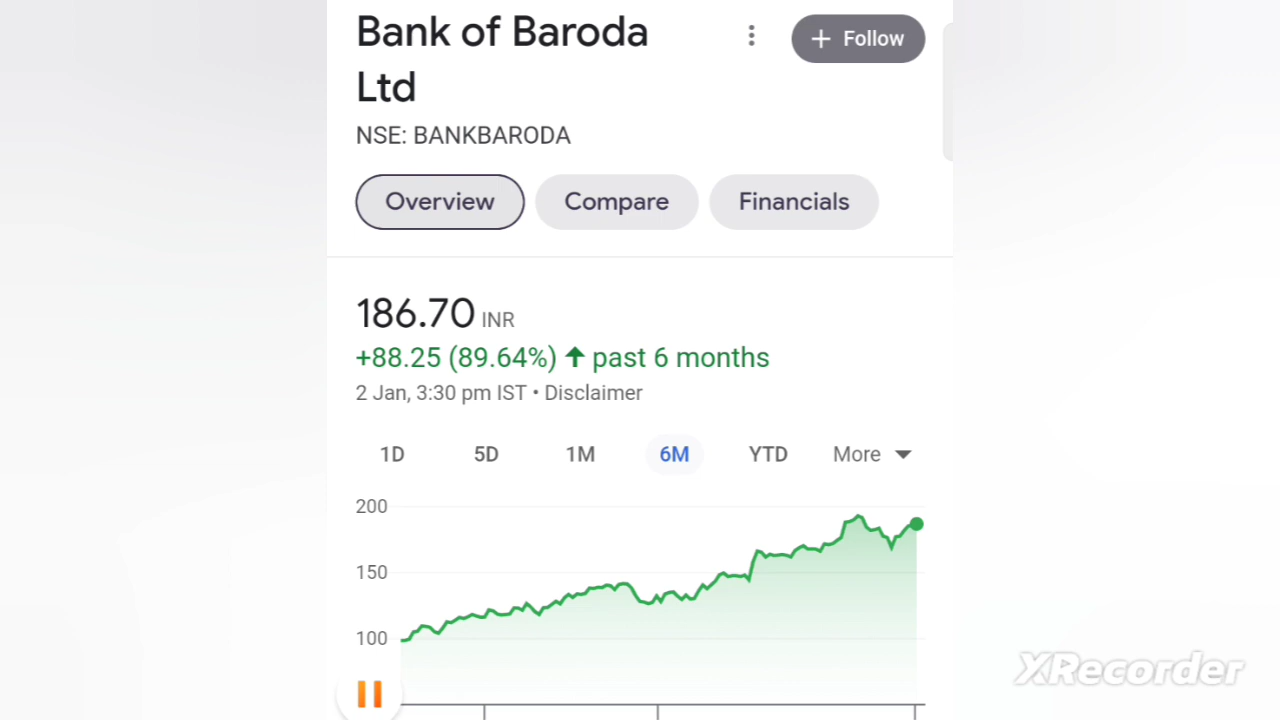 Bank of Baroda
Ltd
+ Follow
NSE: BANKBARODA
Overview Compare Financials
186.70 INR
+88.25 (89.64%) ↑ past 6 months
2 Jan, 3:30 pm IST • Disclaimer
1D 5D 1M 6M YTD More
200
150
100
XRecorder